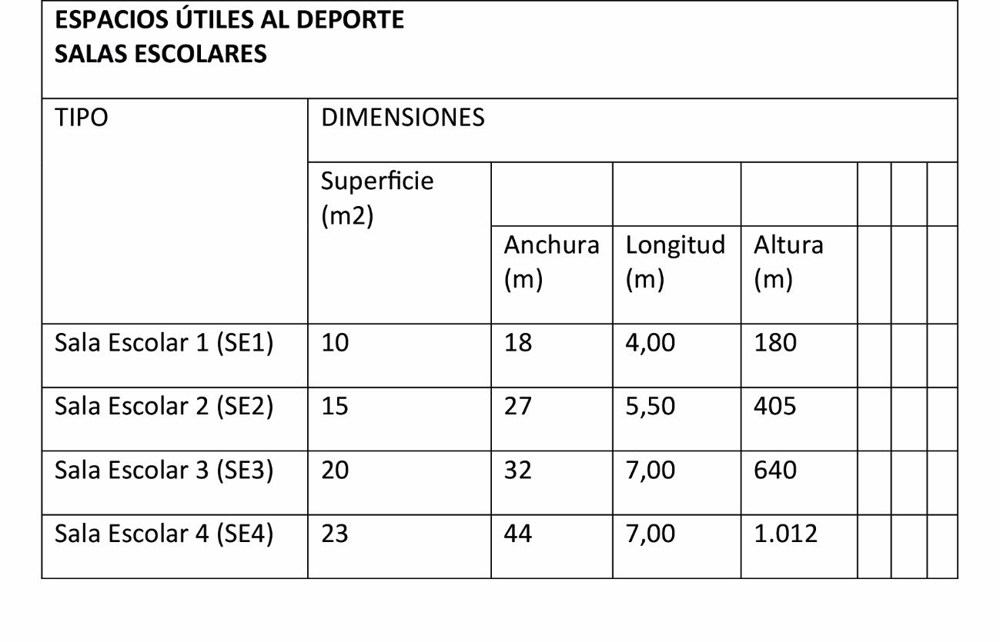 ESPACIOS ÚTILES AL DEPORTE
SALAS ESCOLARES
TIPO DIMENSIONES
Superficie
(m2)
Anchura
(m)
Longitud
(m)
Altura
(m)
Sala Escolar 1 (SE1) 10 18 4,00 180
Sala Escolar 2 (SE2) 15 27 5,50 405
Sala Escolar 3 (SE3) 20 32 7,00 640
Sala Escolar 4 (SE4) 23 44 7,00 1.012